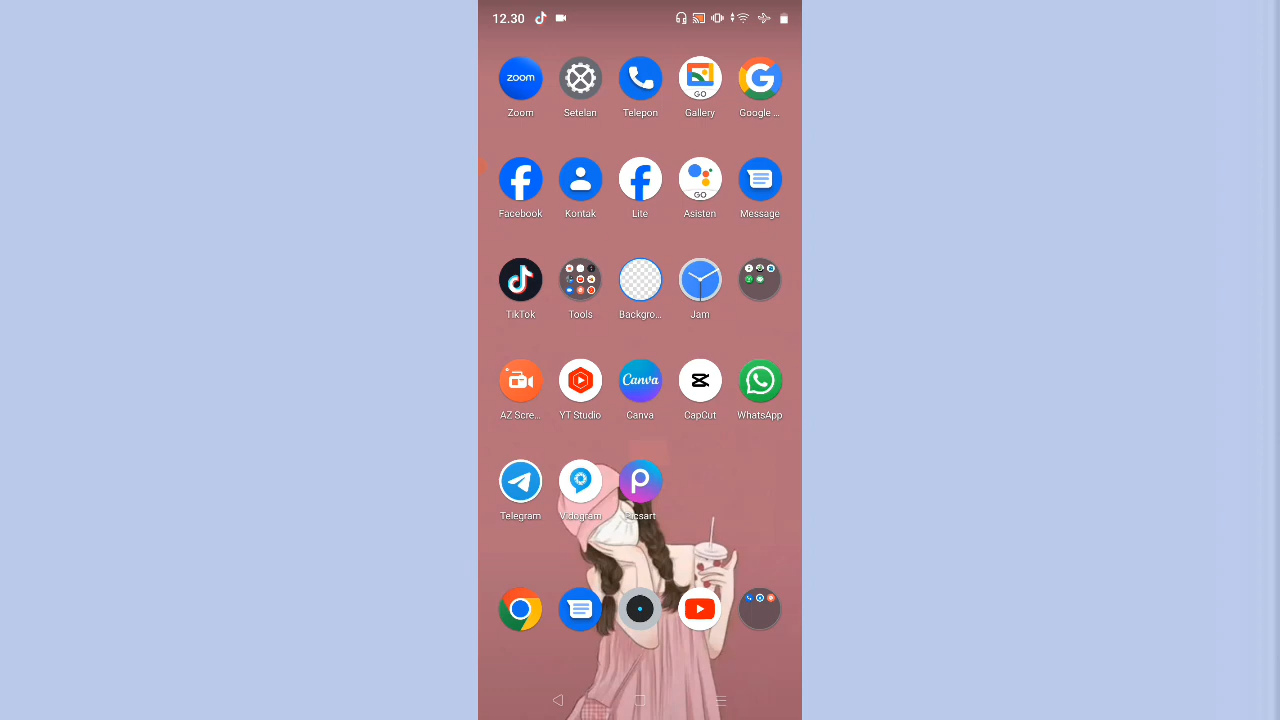 12.30
zoom
GO
Zoom
Setelan
Telepon
Gallery
Google ...
GO
Facebook
Kontak
Lite
Asisten
Message
TikTok
Tools
Backgro...
Jam
Canva
AZ Scre...
YT Studio
Canva
CapCut
WhatsApp
Telegram
Vidogram
Picsart